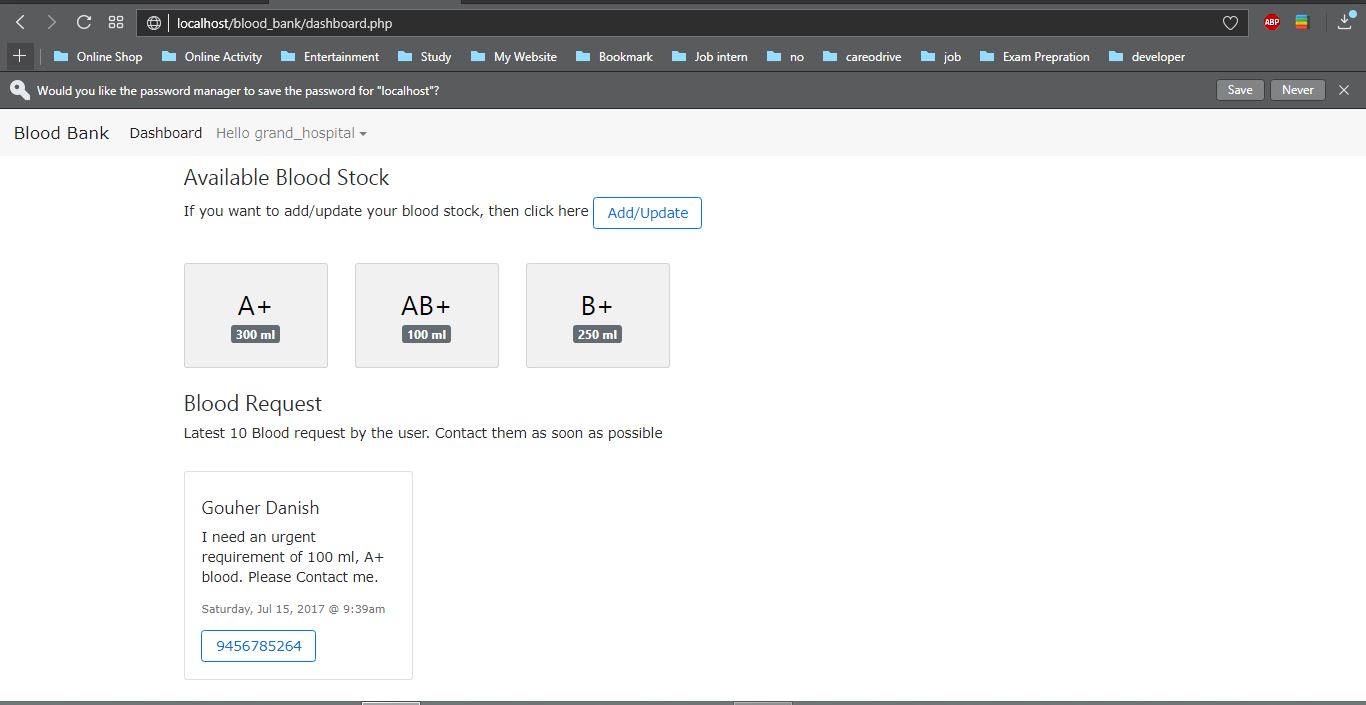 localhost/blood_bank/dashboard.php
ABP
Online Shop Online Activity Entertainment Study My Website Bookmark Job intern no careodrive job Exam Prepration developer
Would you like the password manager to save the password for "localhost"? Save Never
Blood Bank Dashboard Hello grand_hospital
Available Blood Stock
If you want to add/update your blood stock, then click here Add/Update
A+ AB+ B+
300 ml 100 ml 250 ml
Blood Request
Latest 10 Blood request by the user. Contact them as soon as possible
Gouher Danish
I need an urgent
requirement of 100 ml, A+
blood. Please Contact me.
Saturday, Jul 15, 2017 @ 9:39am
9456785264